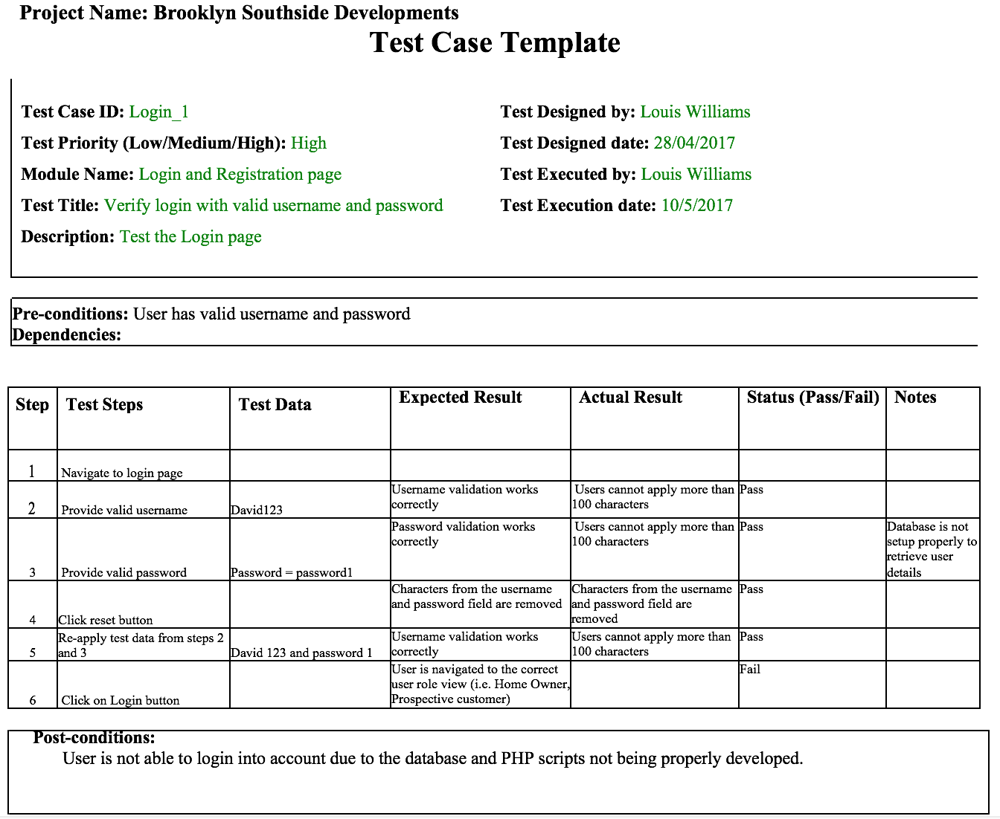 Project Name: Brooklyn Southside Developments
Test Case Template
Test Case ID: Login_1
Test Priority (Low/Medium/High): High
Module Name: Login and Registration page
Test Title: Verify login with valid username and password
Description: Test the Login page
Test Designed by: Louis Williams
Test Designed date: 28/04/2017
Test Executed by: Louis Williams
Test Execution date: 10/5/2017
Pre-conditions: User has valid username and password
Dependencies:
Step Test Steps Test Data Expected Result Actual Result Status (Pass/Fail) Notes
1 Navigate to login page
2 Provide valid username
David123
Username validation works
correctly
Users cannot apply more than
100 characters
Pass
3 Provide valid password
Password = password1
Password validation works
correctly
Users cannot apply more than
100 characters
Pass
Database is not
setup properly to
retrieve user
details
4 Click reset button
Characters from the username
and password field are removed
Characters from the username
and password field are
removed
Pass
5
Re-apply test data from steps 2
and 3
David 123 and password 1
Username validation works
correctly
Users cannot apply more than
100 characters
Pass
6 Click on Login button
User is navigated to the correct
user role view (i.e. Home Owner,
Prospective customer)
Fail
Post-conditions:
User is not able to login into account due to the database and PHP scripts not being properly developed.